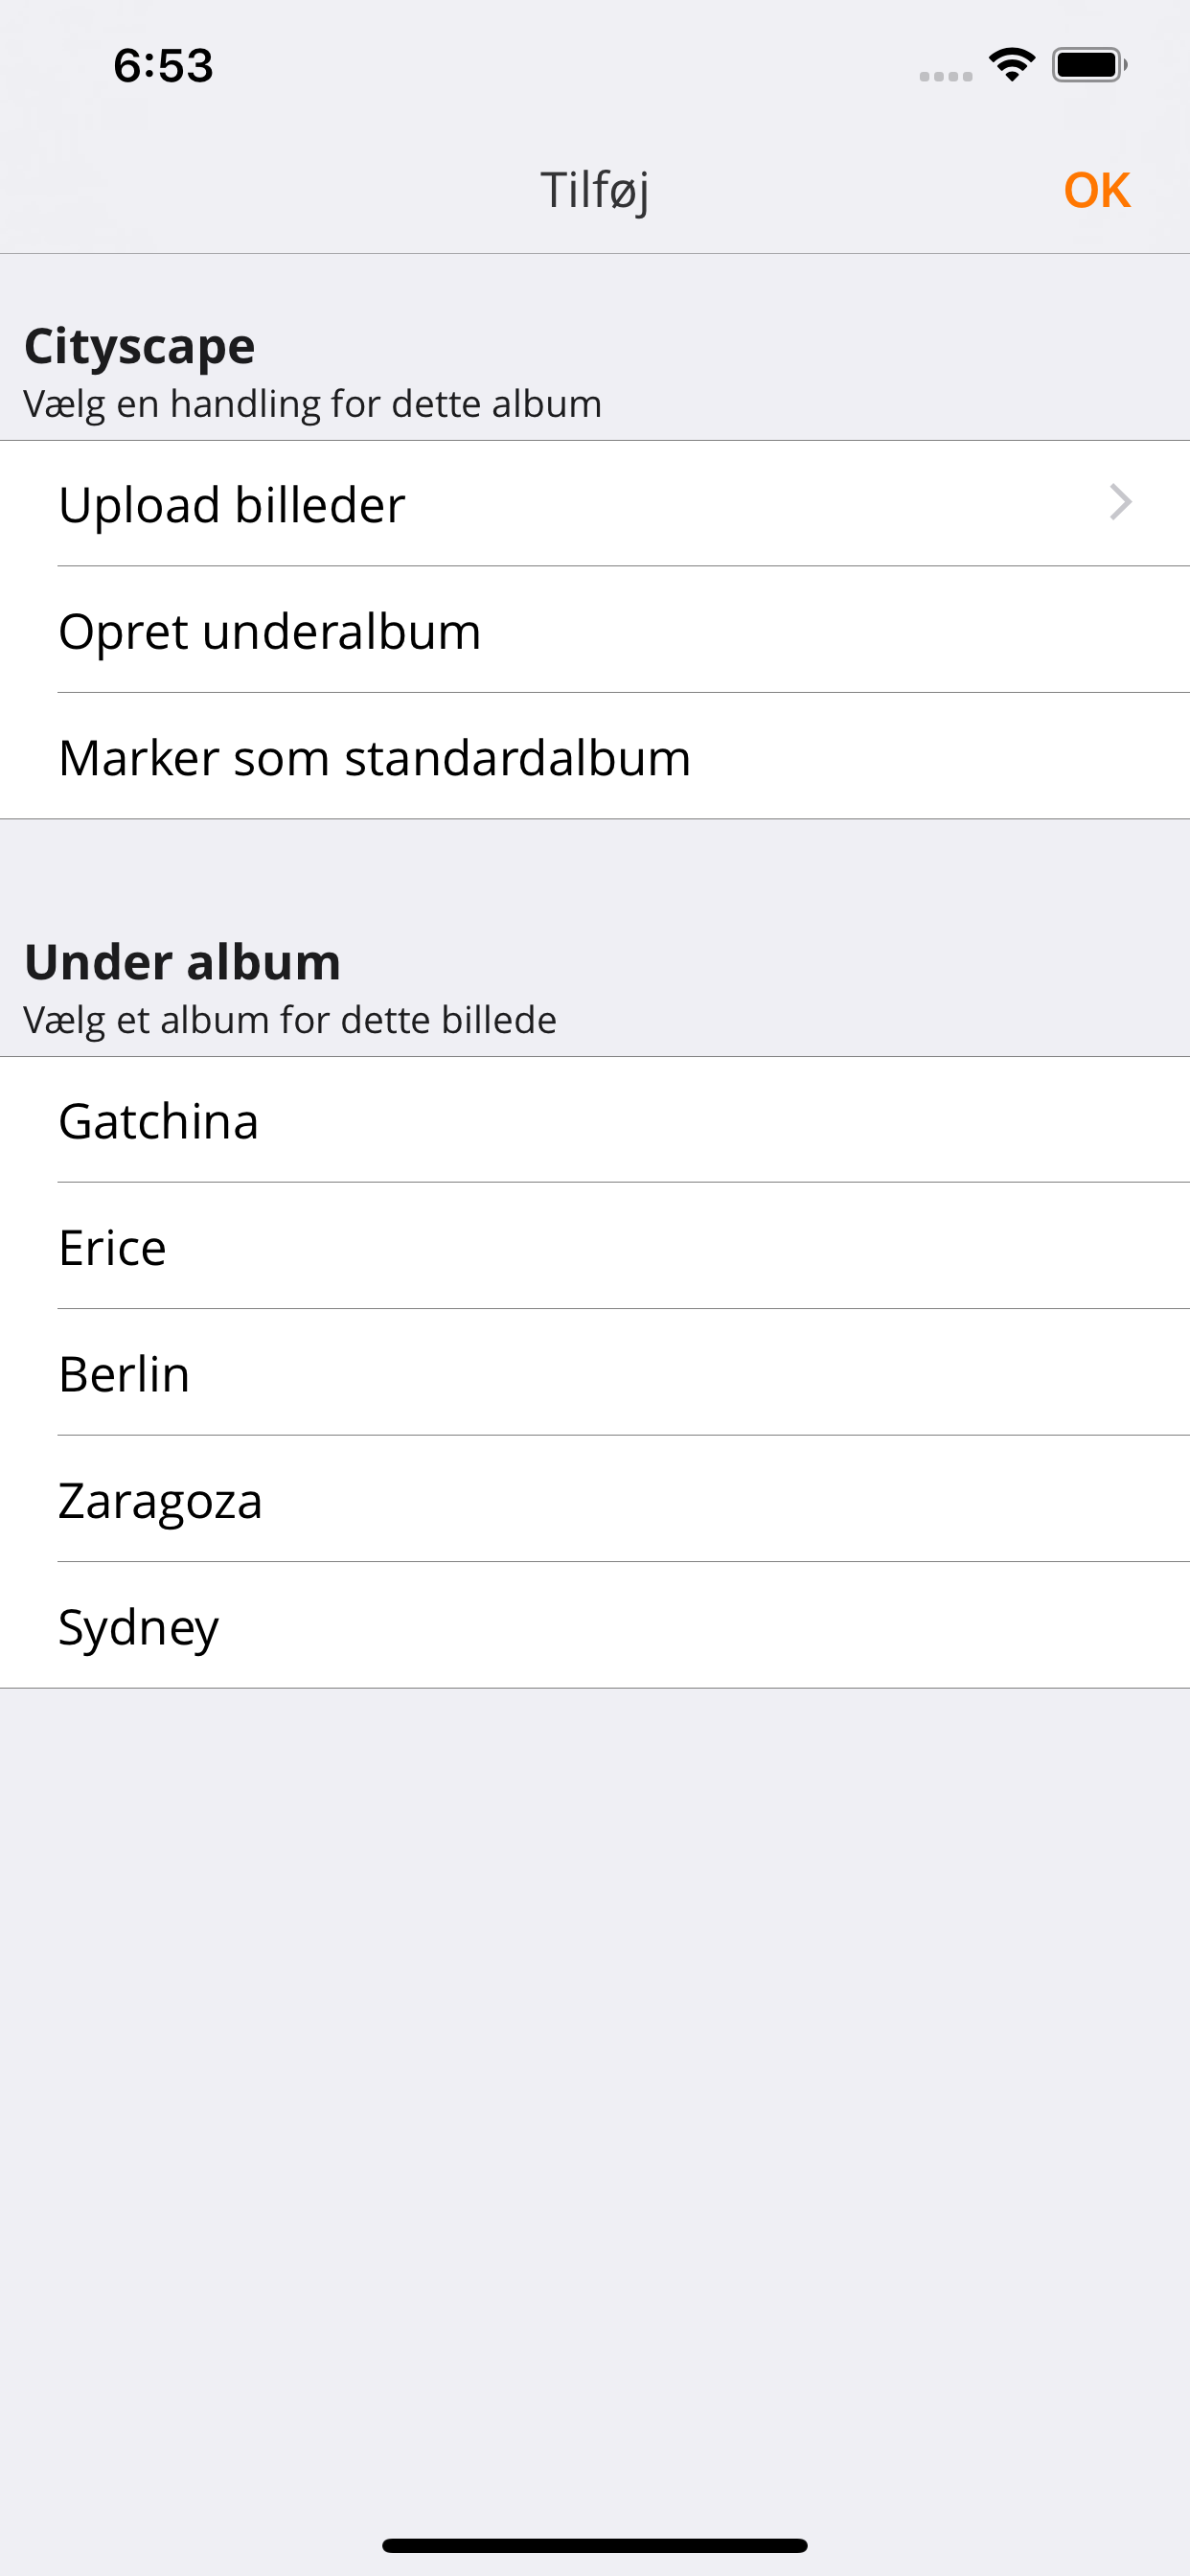 6:53
Tilføj
OK
Cityscape
Vælg en handling for dette album
Upload billeder
Opret underalbum
Marker som standardalbum
Under album
Vælg et album for dette billede
Gatchina
Erice
Berlin
Zaragoza
Sydney